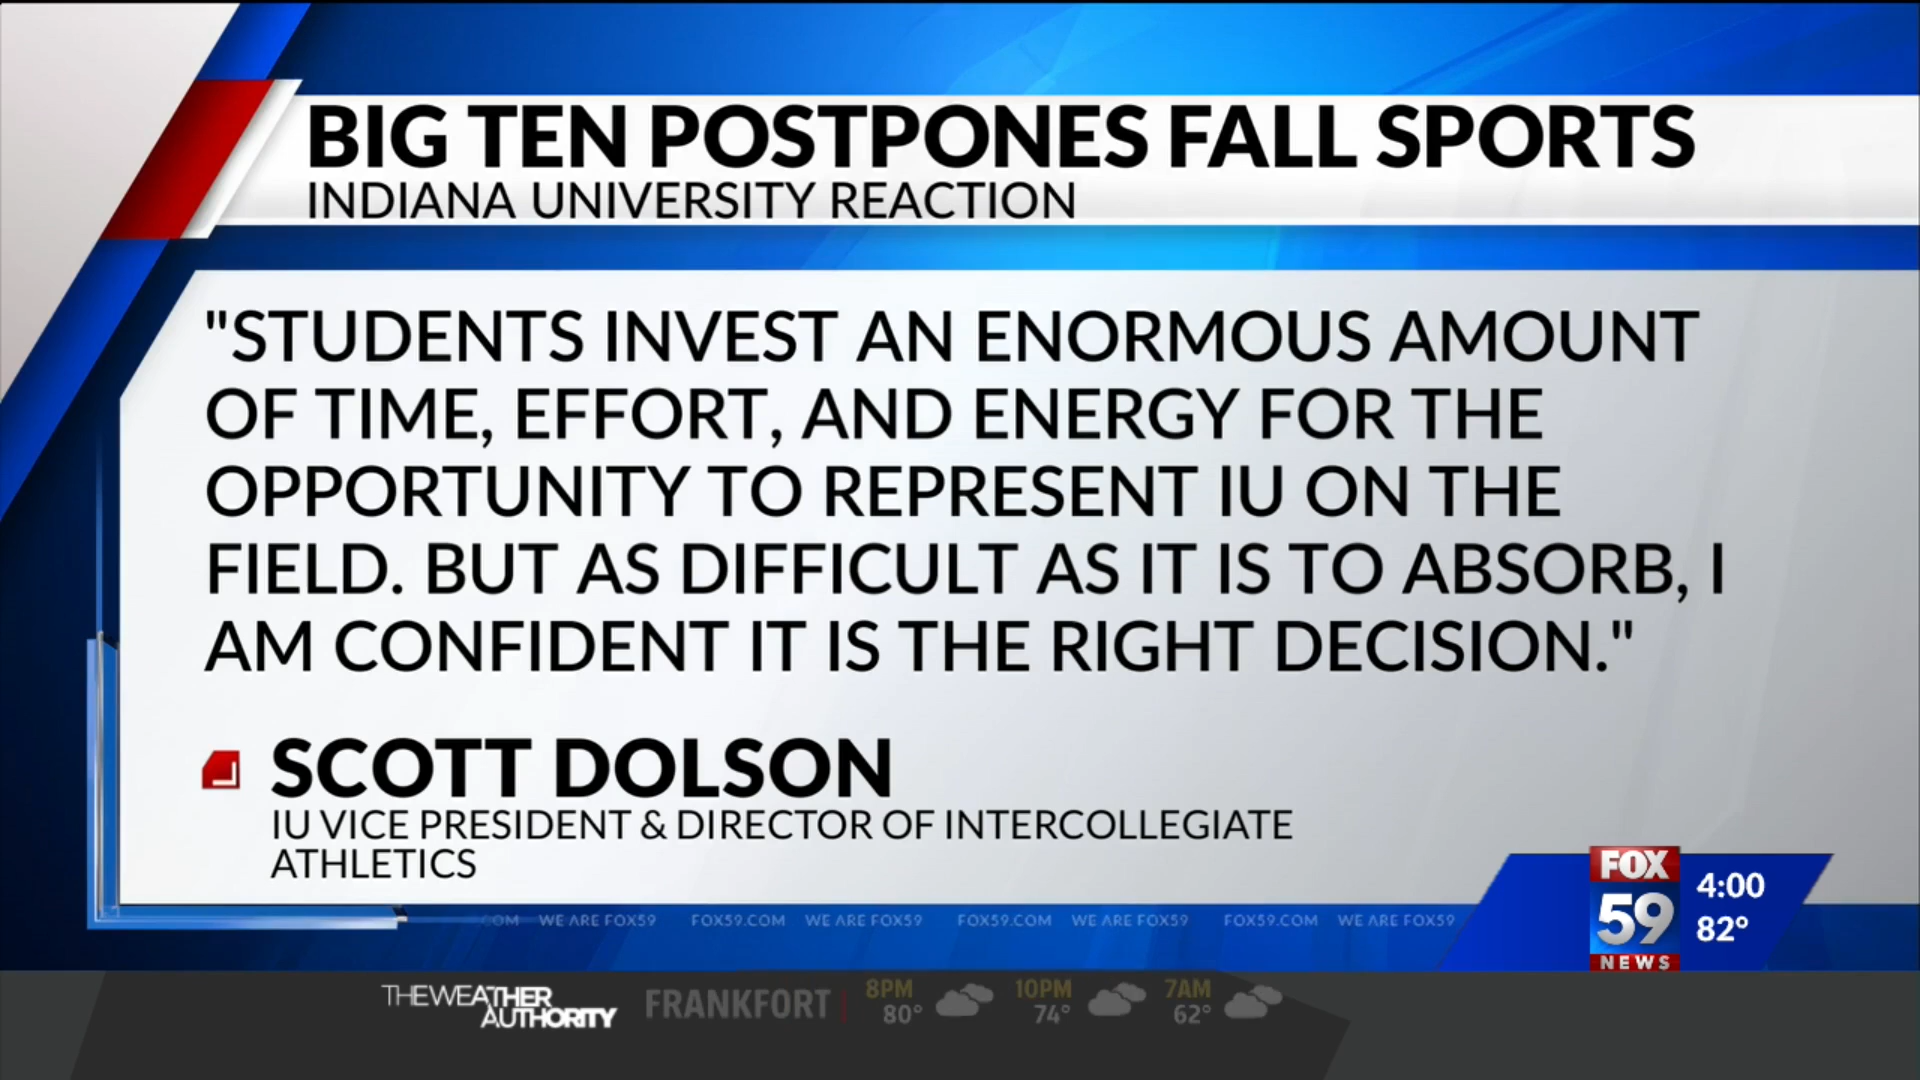 BIG TEN POSTPONES FALL SPORTS
INDIANA UNIVERSITY REACTION
"STUDENTS INVEST AN ENORMOUS AMOUNT
OF TIME, EFFORT, AND ENERGY FOR THE
OPPORTUNITY TO REPRESENT IU ON THE
FIELD. BUT AS DIFFICULT AS IT IS TO ABSORB, I
AM CONFIDENT IT IS THE RIGHT DECISION."
SCOTT DOLSON
IU VICE PRESIDENT & DIRECTOR OF INTERCOLLEGIATE
ATHLETICS
FOX
59
NEWS
4:00
82°
COM WE ARE FOX59 FOX59.COM WE ARE FOX59 FOX59.COM WE ARE FOX59 FOX59.COM WE ARE FOX59
THE WEATHER
AUTHORITY
FRANKFORT
8PM
80°
10PM
74°
7AM
62°